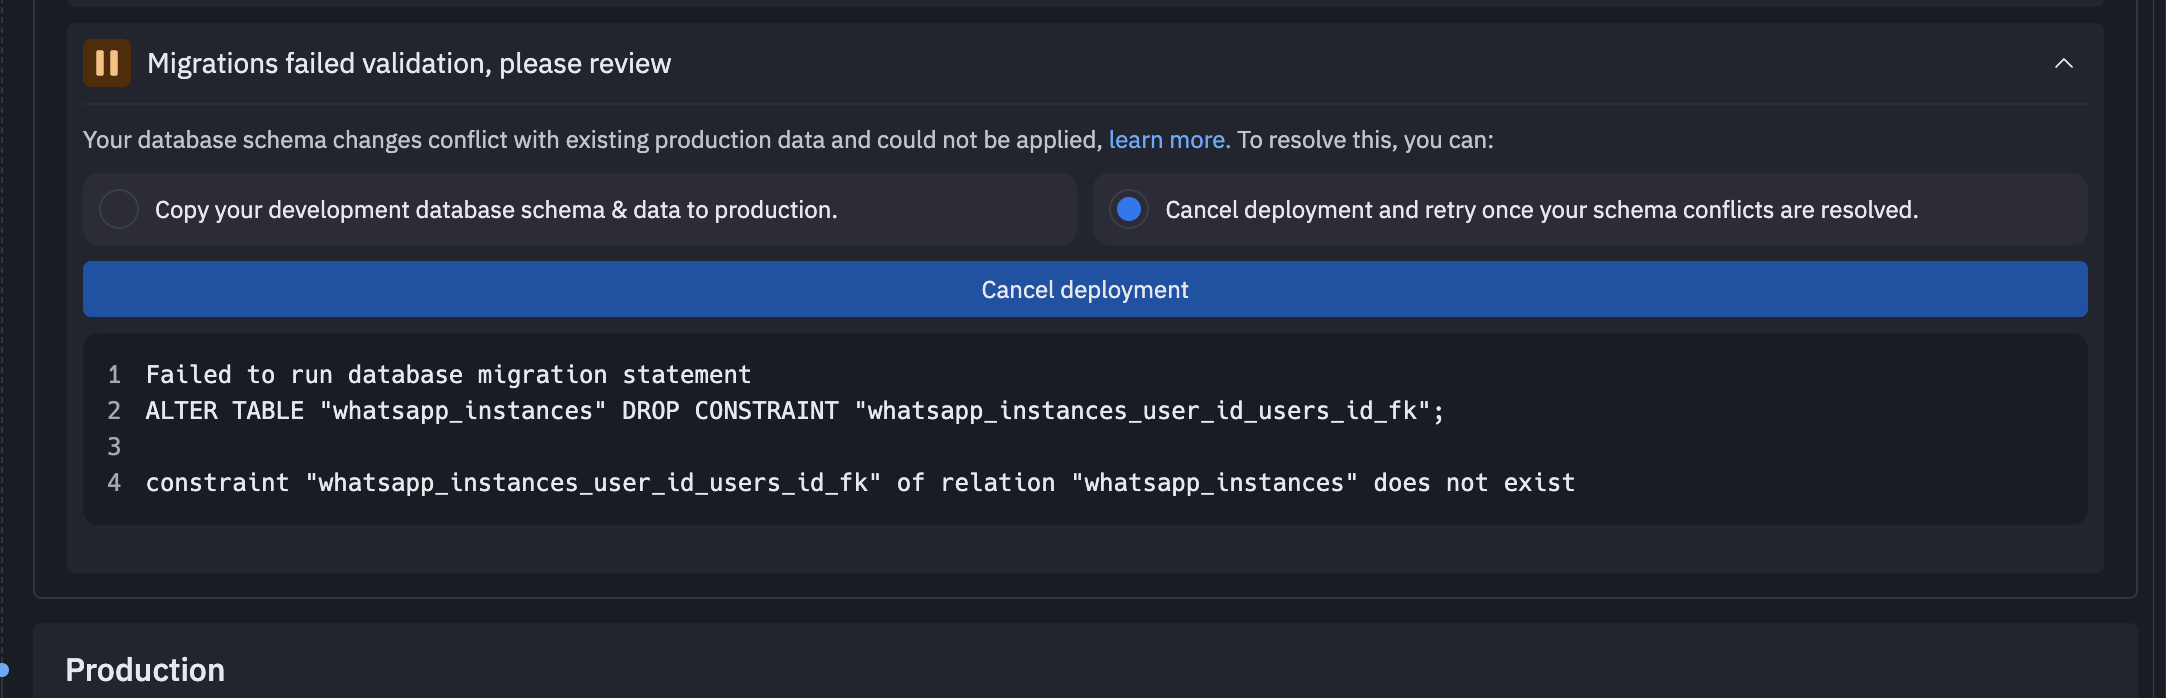 Migrations failed validation, please review
Your database schema changes conflict with existing production data and could not be applied, learn more. To resolve this, you can:
Copy your development database schema & data to production.
Cancel deployment and retry once your schema conflicts are resolved.
Cancel deployment
1 Failed to run database migration statement
2 ALTER TABLE "whatsapp_instances" DROP CONSTRAINT "whatsapp_instances_user_id_users_id_fk";
3
4 constraint "whatsapp_instances_user_id_users_id_fk" of relation "whatsapp_instances" does not exist
Production